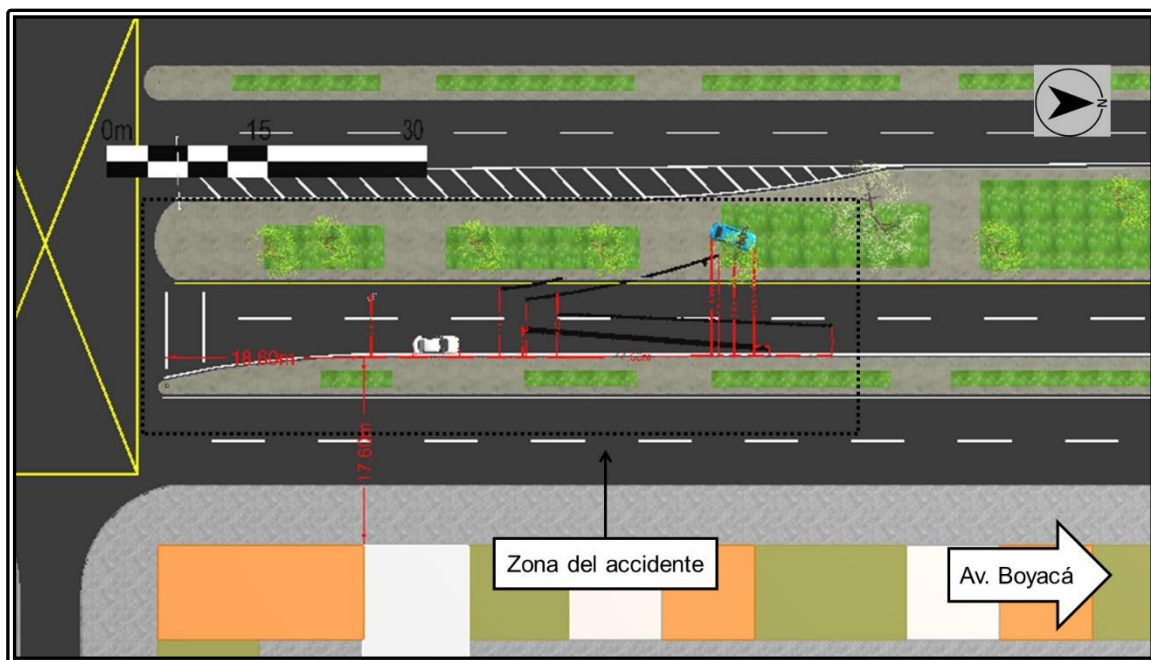 N
0m 15 30
18.60m
17.60m
Zona del accidente
Av. Boyacá